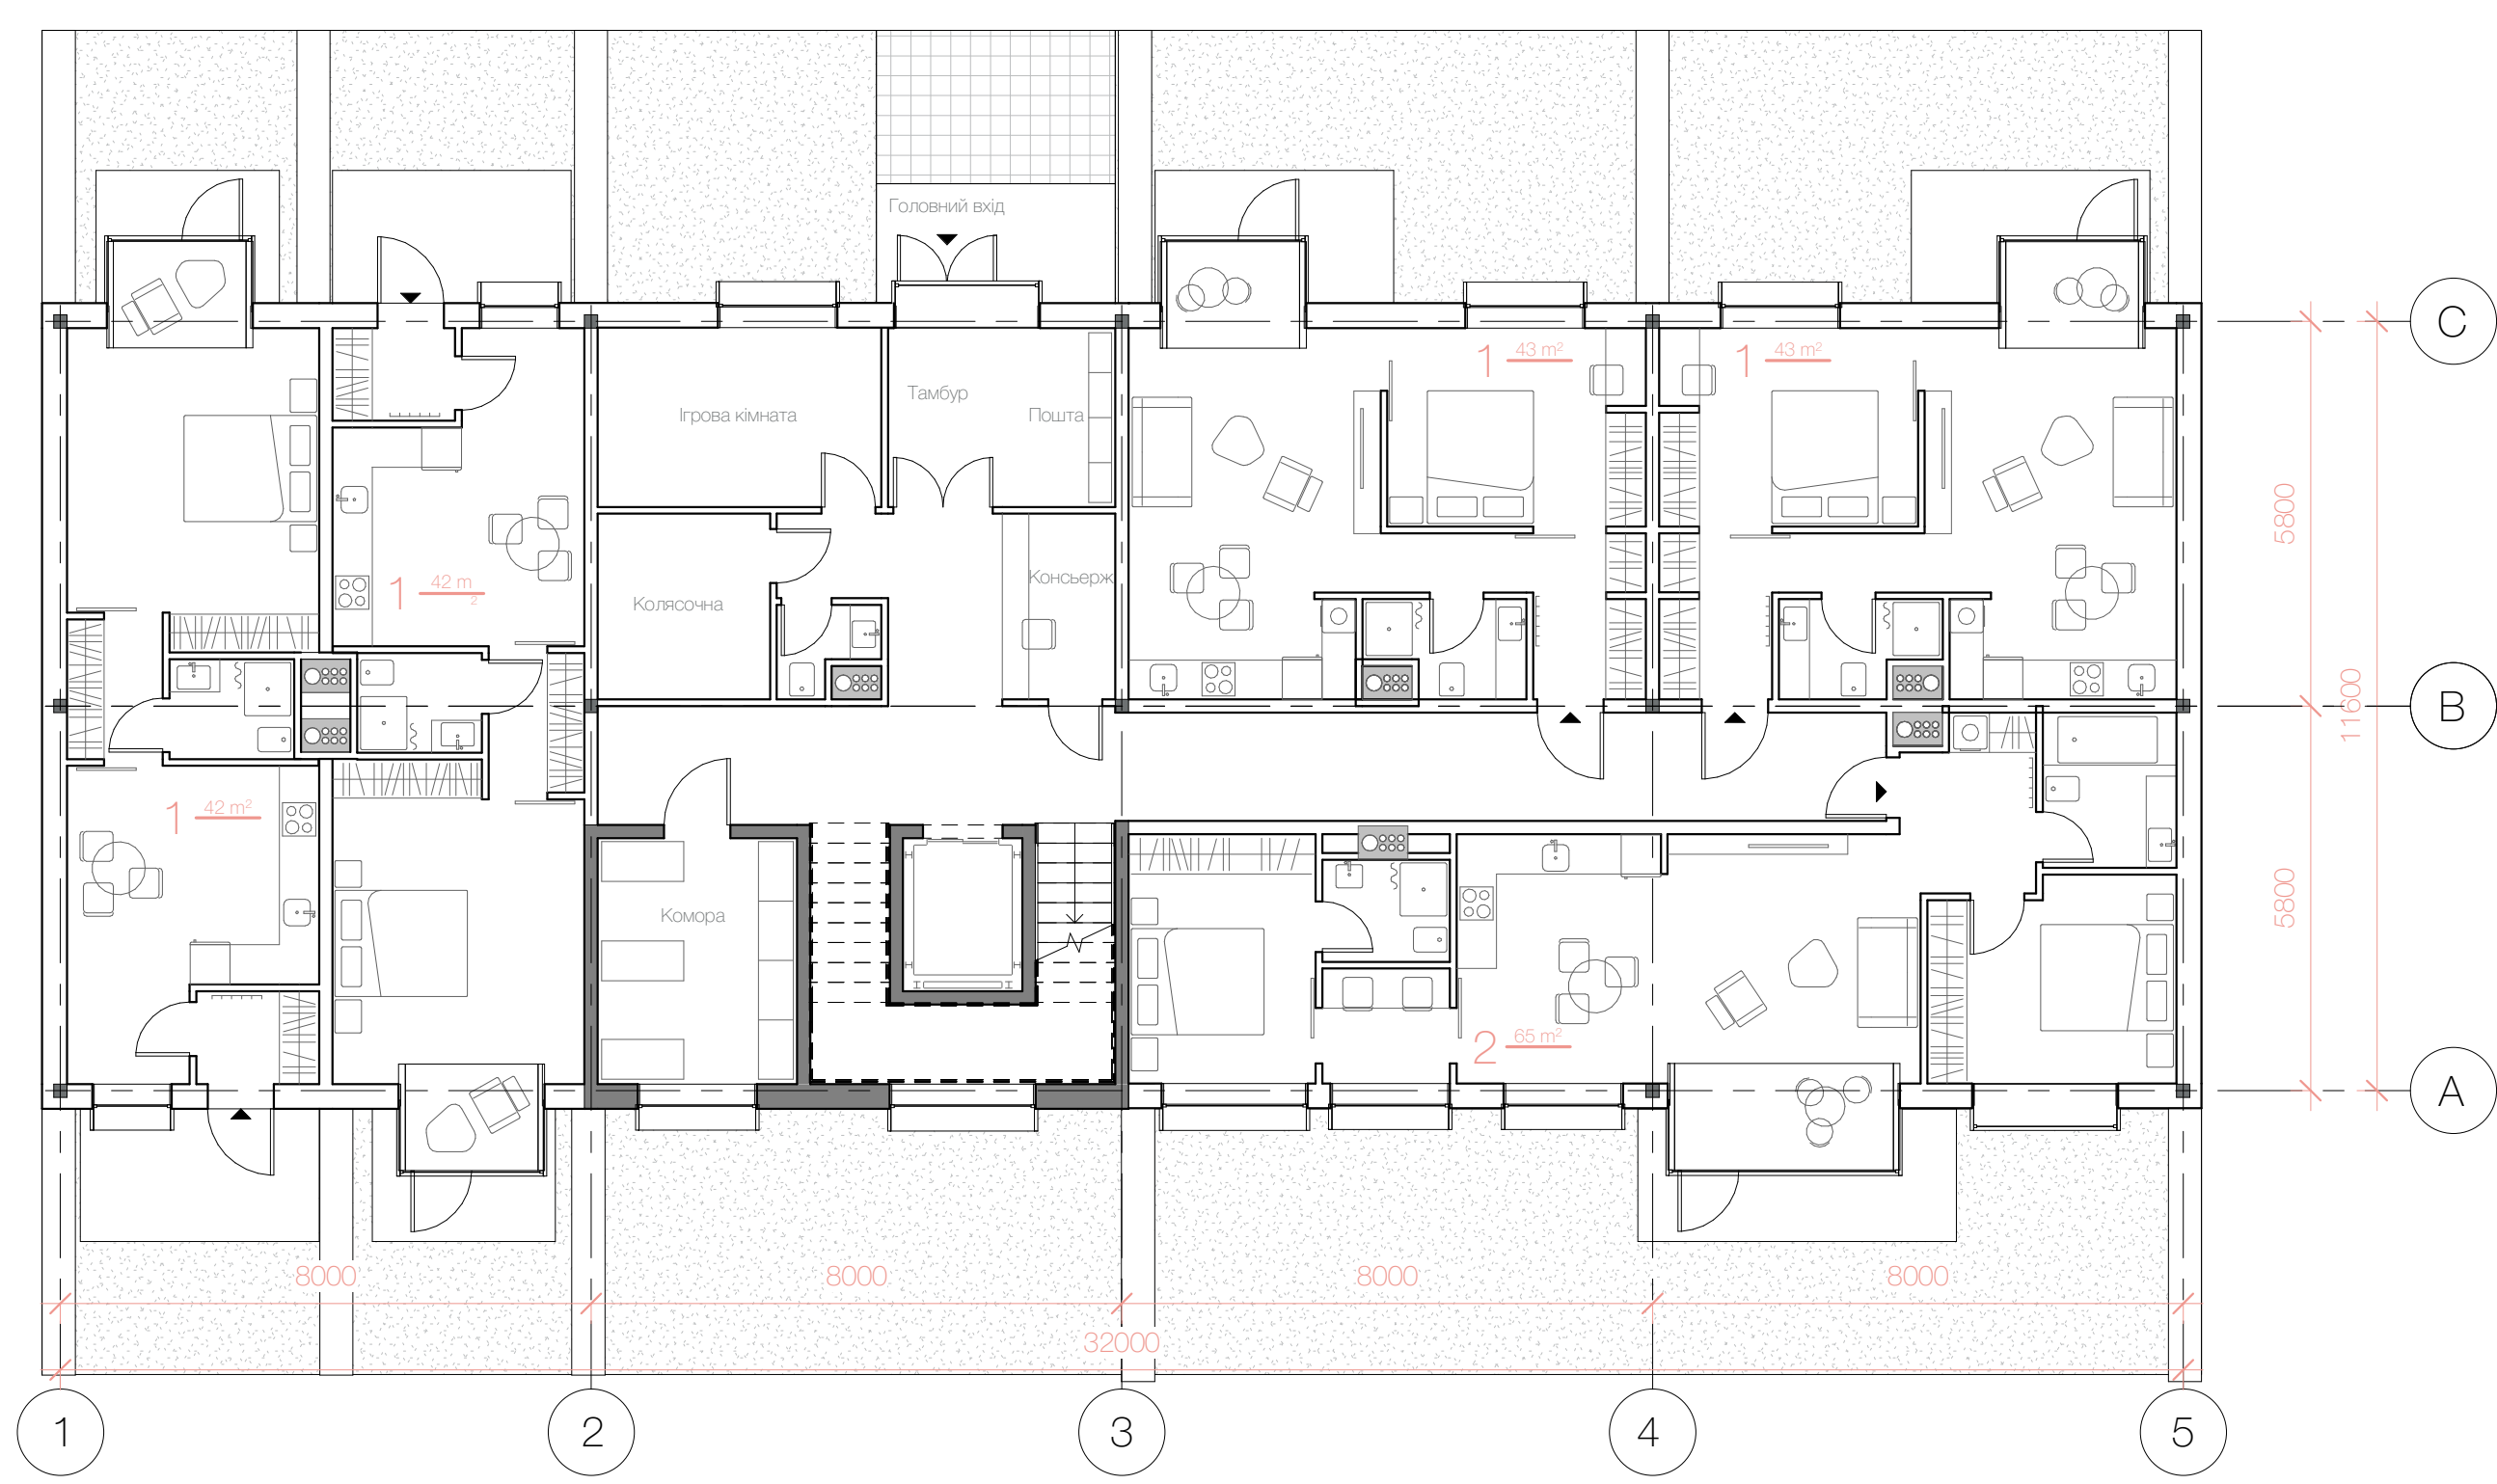 Головний вхід
C
1
43 m²
1
43 m²
Тамбур
Ігрова кімната
Пошта
5800
1
42 m
2
Консьерж
Колясочна
11600
B
1
42 m²
Комора
5800
2
65 m²
A
8000
8000
8000
8000
32000
1
2
3
4
5